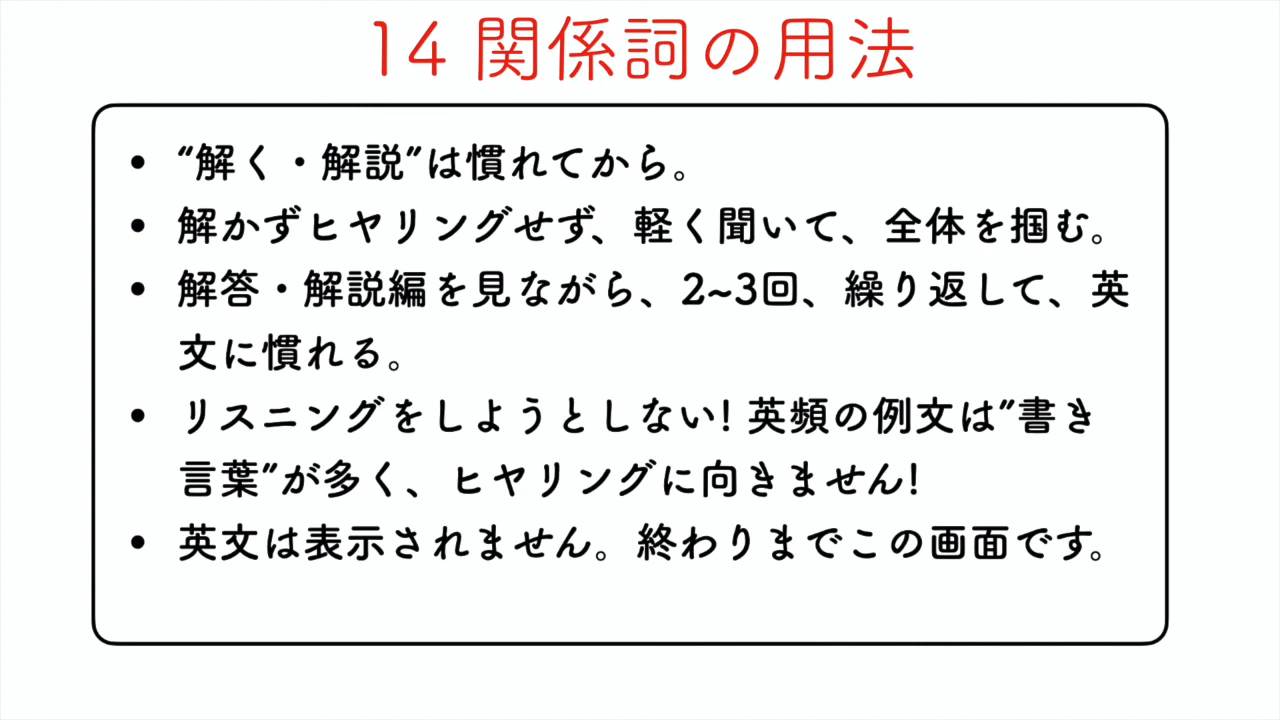 14 関係詞の用法
• “解く・解説”は慣れてから。
• 解かずヒヤリングせず、軽く聞いて、全体を掴む。
• 解答・解説編を見ながら、2~3回、繰り返して、英
文に慣れる。
• リスニングをしようとしない! 英頻の例文は”書き
言葉”が多く、ヒヤリングに向きません!
• 英文は表示されません。終わりまでこの画面です。